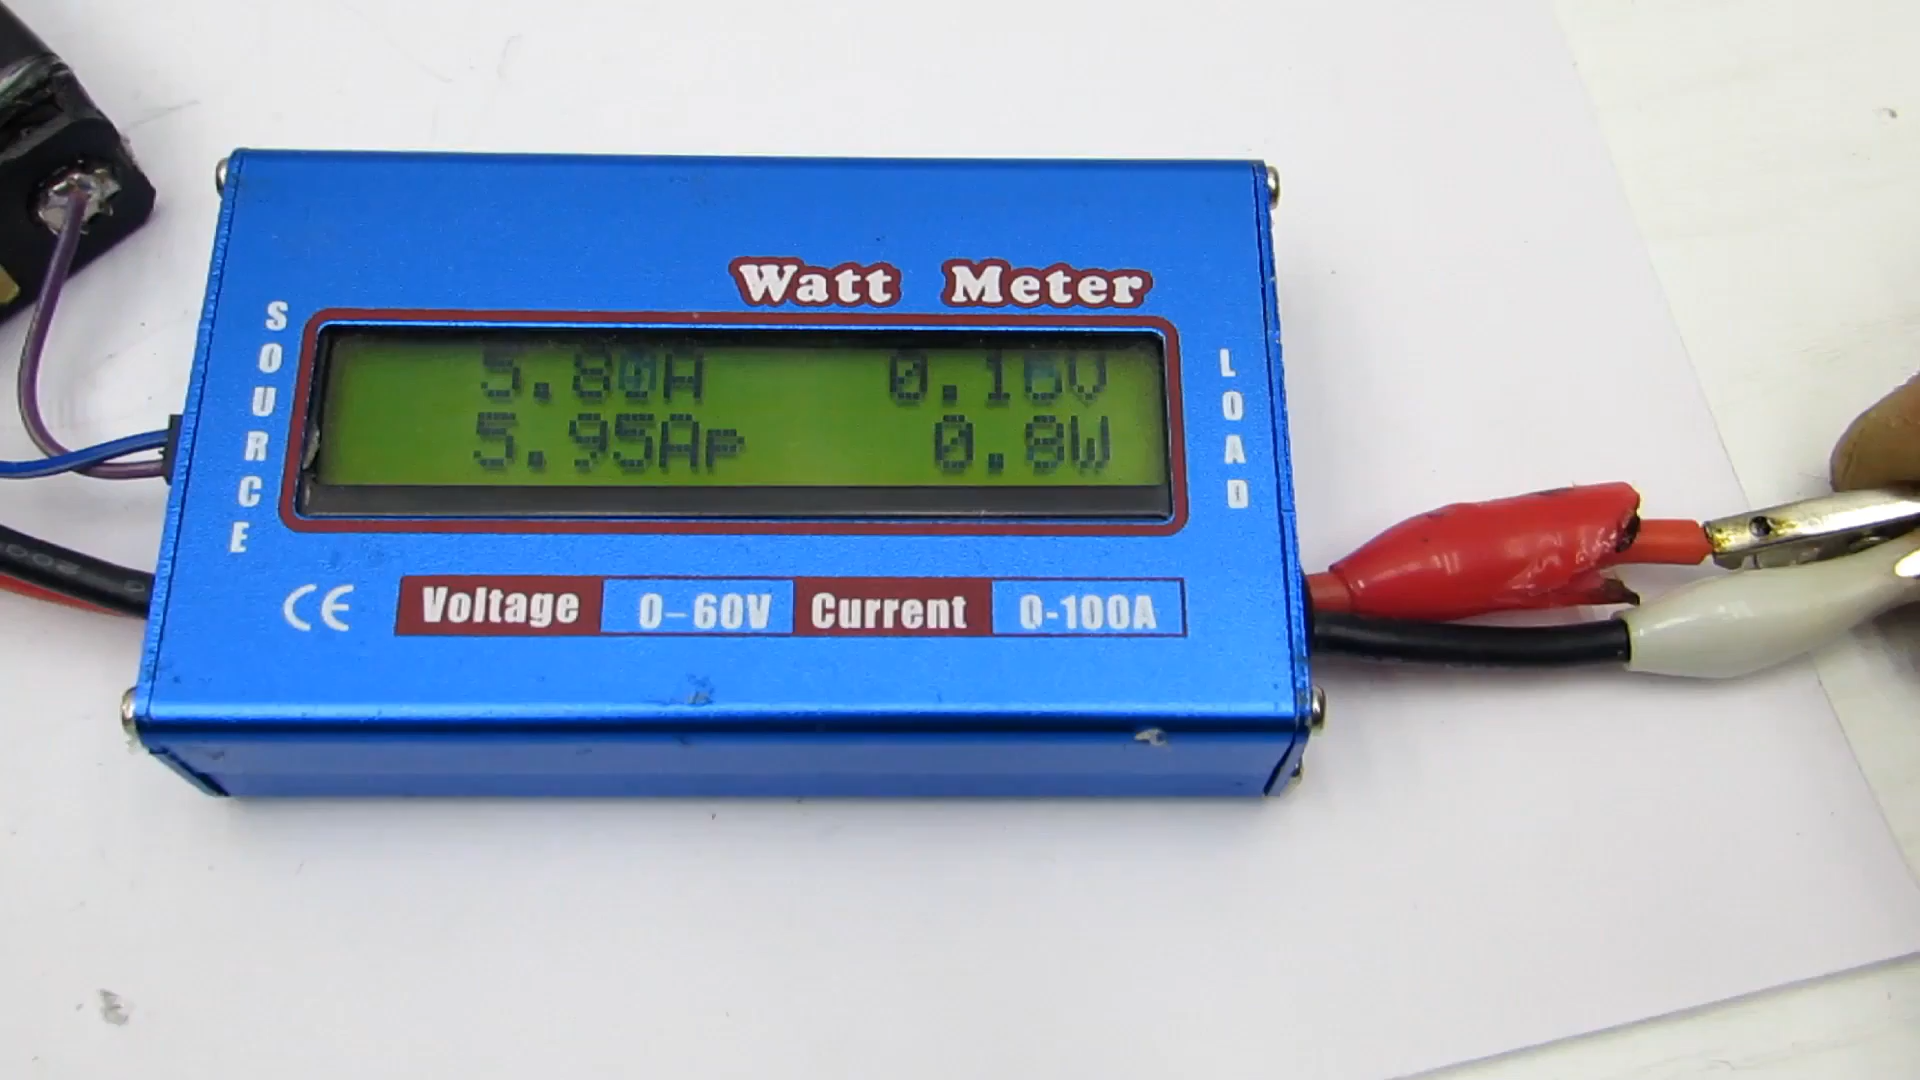 Watt Meter
SOURCE
5.80A 0.16V
5.95Ap 0.8W
LOAD
CE Voltage 0-60V Current 0-100A